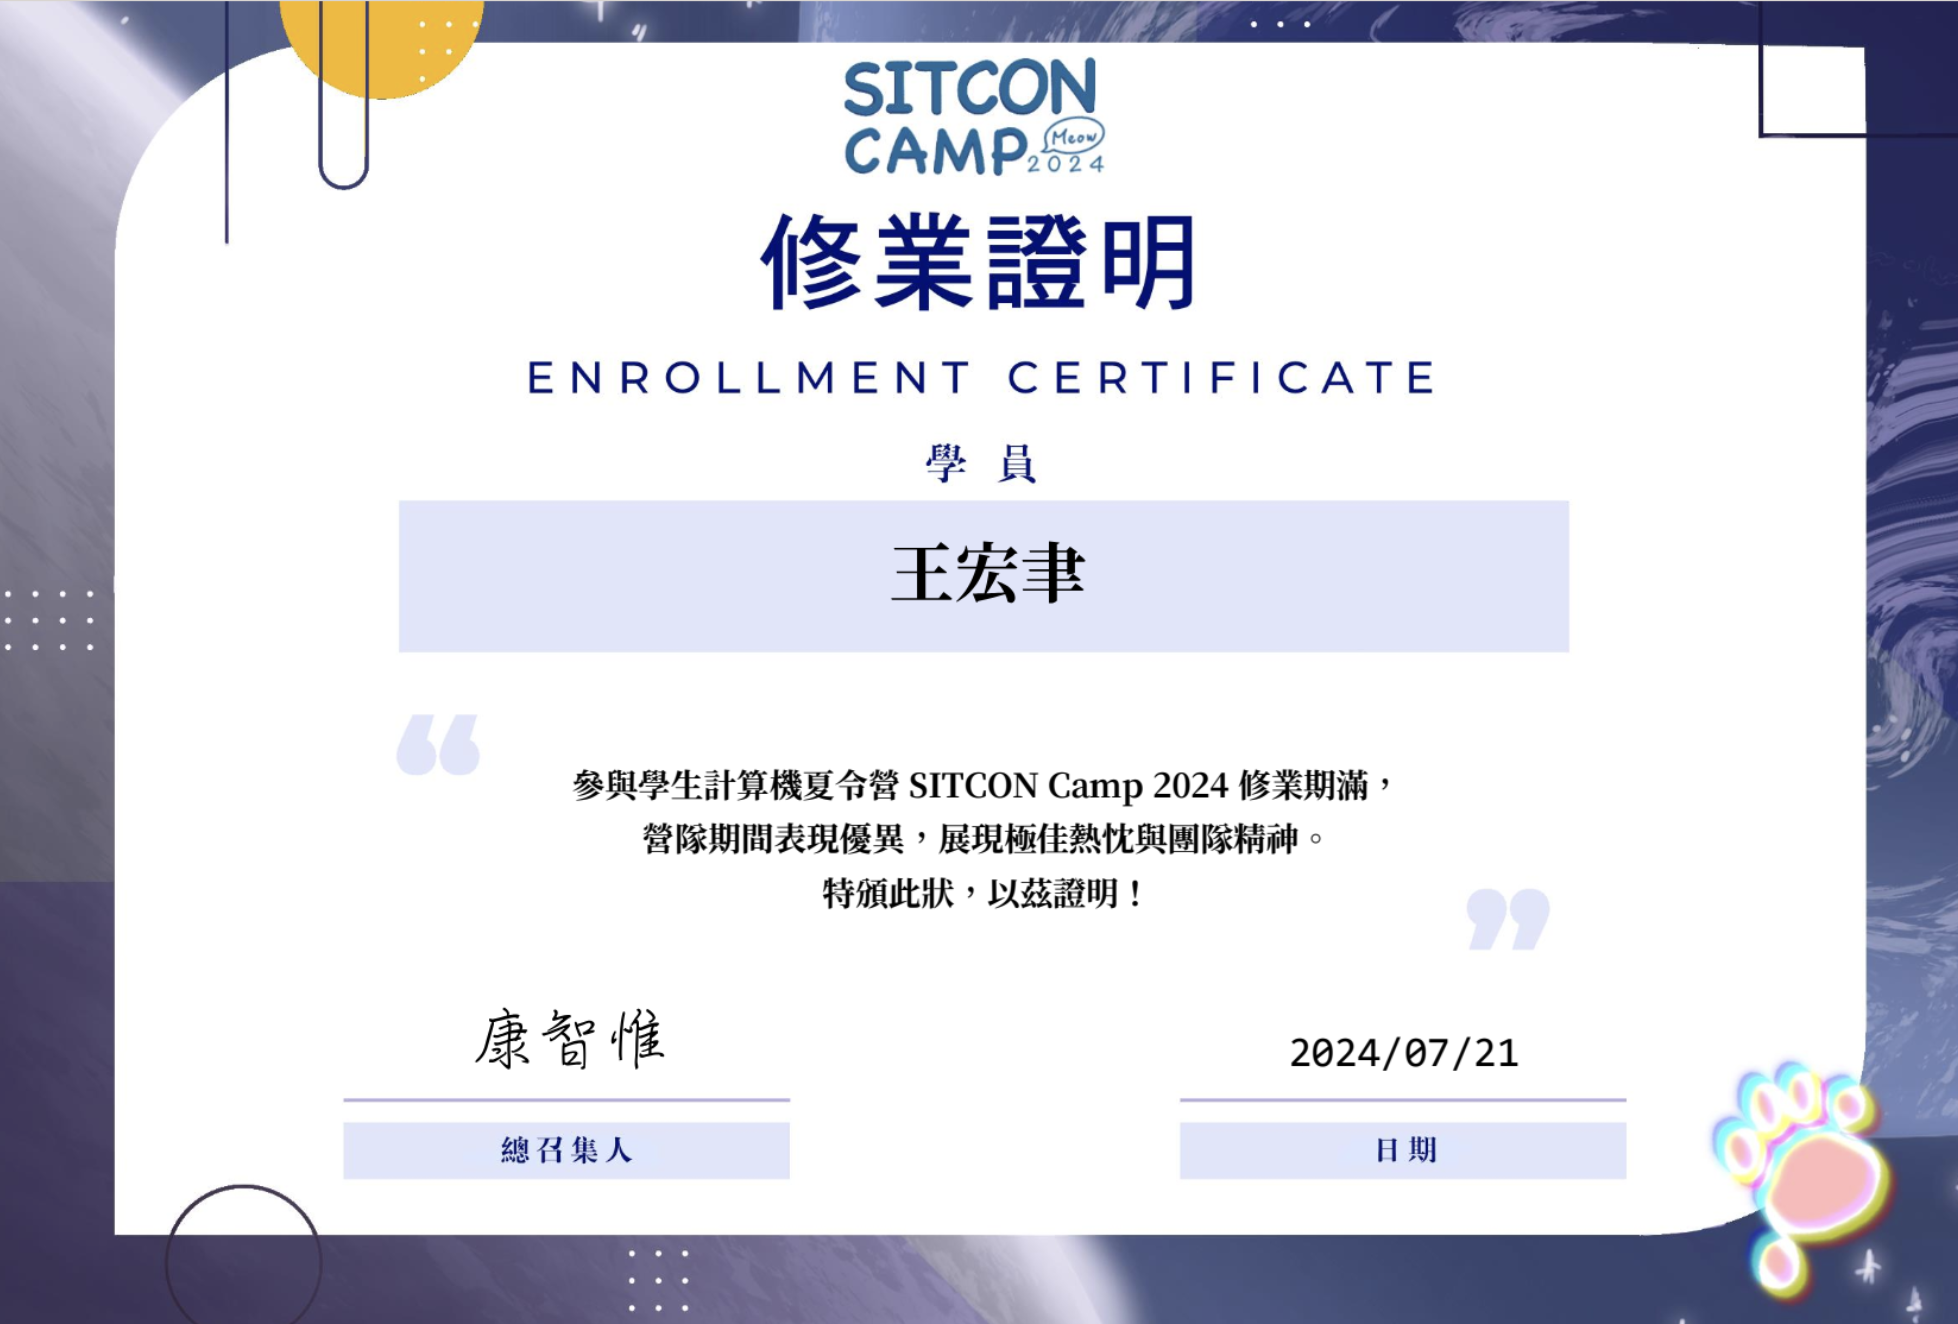 SITCON
CAMP Meow
2024
修業證明
ENROLLMENT CERTIFICATE
學員
王宏聿
參與學生計算機夏令營 SITCON Camp 2024 修業期滿，
營隊期間表現優異，展現極佳熱忱與團隊精神。
特頒此狀，以茲證明！
康智惟
2024/07/21
總召集人
日期